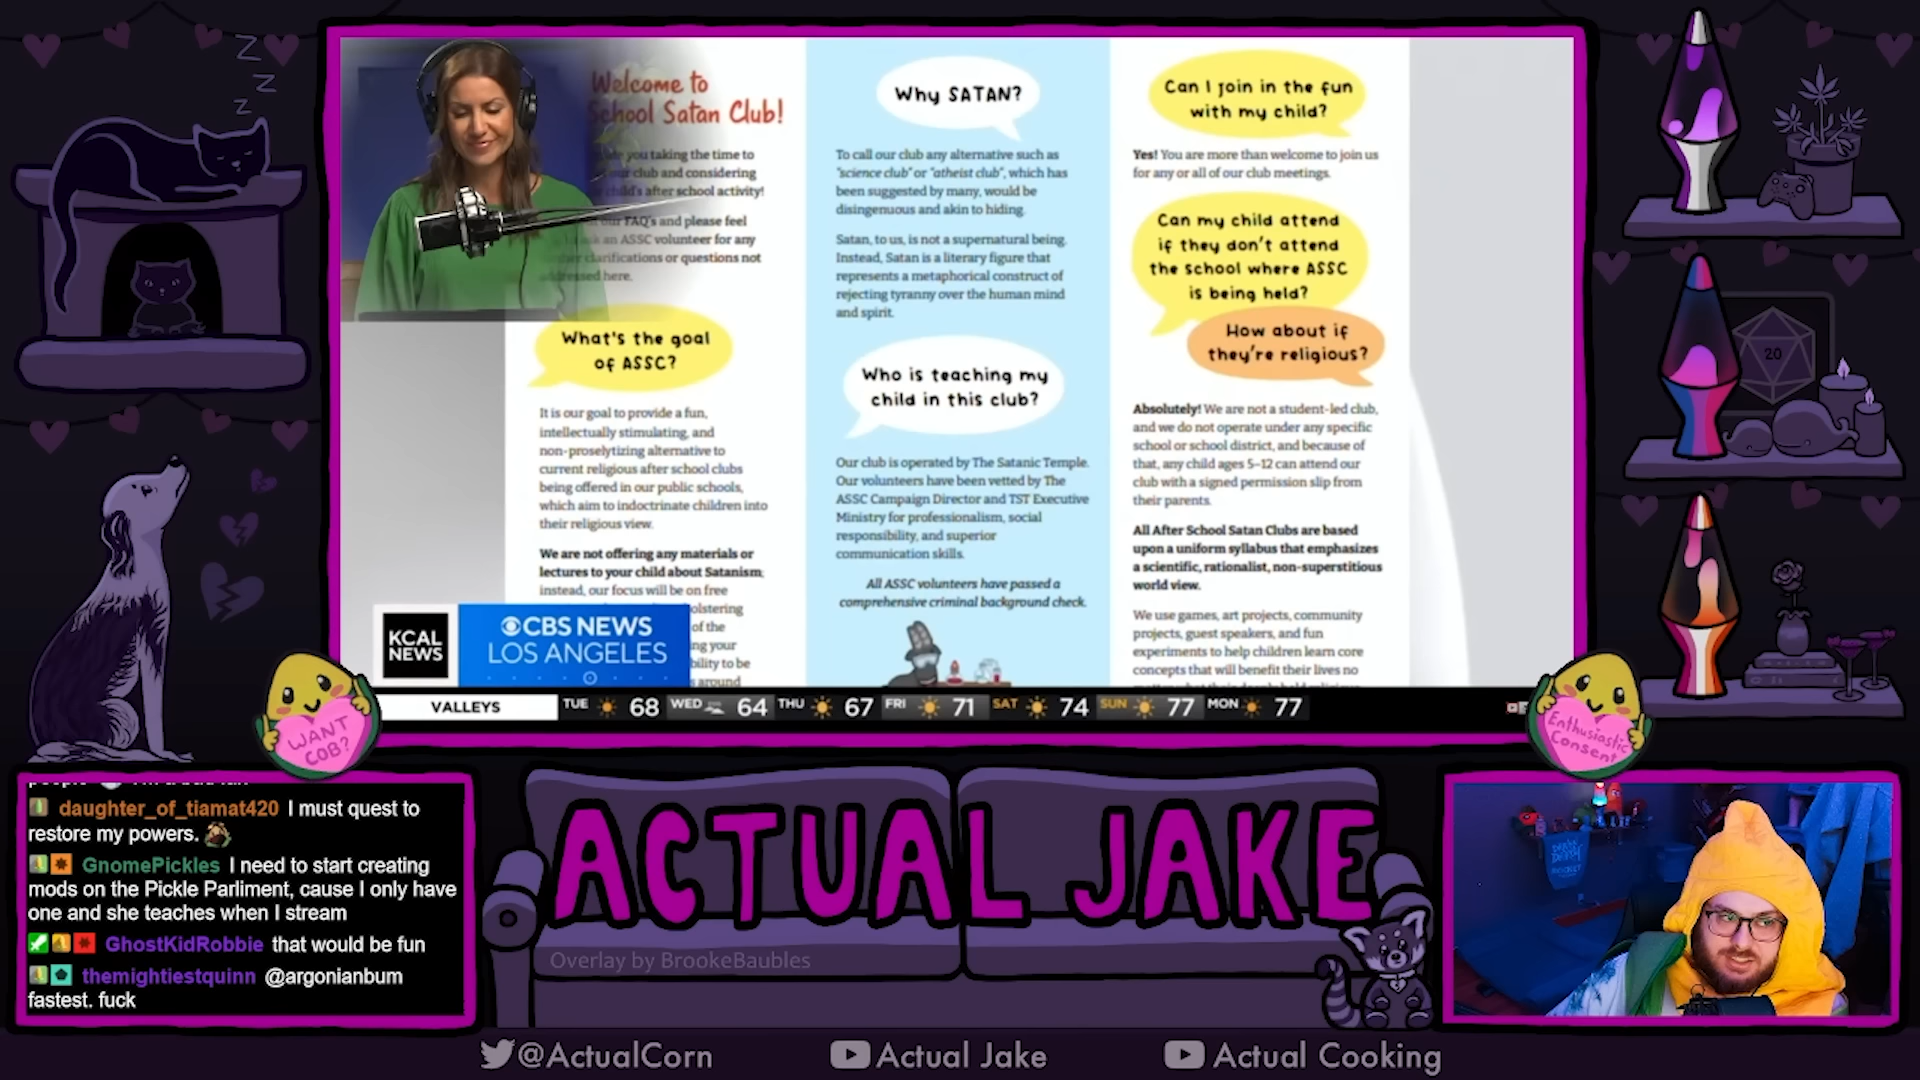 Welcome to
School Satan Club!
you taking the time to
our club and considering
child's after school activity!
our FAQ's and please feel
an ASSC volunteer for any
clarifications or questions not
here.
What's the goal
of ASSC?
It is our goal to provide a fun,
intellectually stimulating, and
non-proselytizing alternative to
current religious after school clubs
being offered in our public schools,
which aim to indoctrinate children into
their religious view.
We are not offering any materials or
lectures to your child about Satanism;
instead, our focus will be on free
of the
your
to be
around
Why SATAN?
To call our club any alternative such as
"science club" or "atheist club", which has
been suggested by many, would be
disingenuous and akin to hiding.
Satan, to us, is not a supernatural being.
Instead, Satan is a literary figure that
represents a metaphorical construct of
rejecting tyranny over the human mind
and spirit.
Who is teaching my
child in this club?
Our club is operated by The Satanic Temple.
Our volunteers have been vetted by The
ASSC Campaign Director and TST Executive
Ministry for professionalism, social
responsibility, and superior
communication skills.
All ASSC volunteers have passed a
comprehensive criminal background check.
Can I join in the fun
with my child?
Yes! You are more than welcome to join us
for any or all of our club meetings.
Can my child attend
if they don't attend
the school where ASSC
is being held?
How about if
they're religious?
Absolutely! We are not a student-led club,
and we do not operate under any specific
school or school district, and because of
that, any child ages 5-12 can attend our
club with a signed permission slip from
their parents.
All After School Satan Clubs are based
upon a uniform syllabus that emphasizes
a scientific, rationalist, non-superstitious
world view.
We use games, art projects, community
projects, guest speakers, and fun
experiments to help children learn core
concepts that will benefit their lives no
KCAL
NEWS
CBS NEWS
LOS ANGELES
VALLEYS TUE 68 WED 64 THU 67 FRI 71 SAT 74 SUN 77 MON 77
Z
Z
Z
20
WANT
COB?
Enthusiastic
Consent
daughter_of_tiamat420 I must quest to
restore my powers.
GnomePickles I need to start creating
mods on the Pickle Parliment, cause I only have
one and she teaches when I stream
GhostKidRobbie that would be fun
themightiestquinn @argonianbum
fastest. fuck
ACTUAL JAKE
Overlay by BrookeBaubles
@ActualCorn
Actual Jake
Actual Cooking